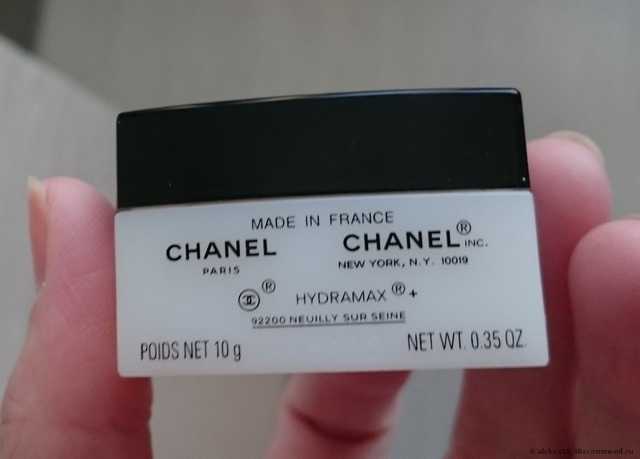 MADE IN FRANCE
CHANEL
PARIS
CHANEL® INC.
NEW YORK, N.Y. 10019
® HYDRAMAX®+
92200 NEUILLY SUR SEINE
POIDS NET 10 g
NET WT. 0.35 OZ.